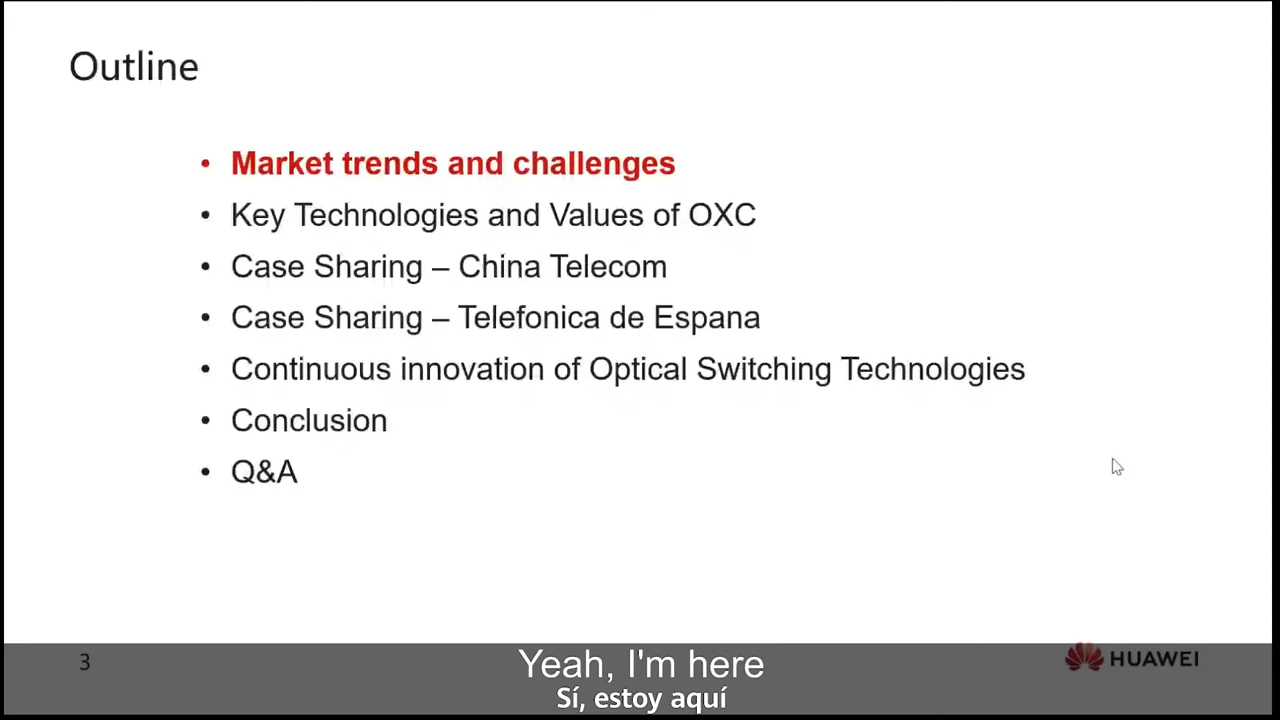 Outline
• Market trends and challenges
• Key Technologies and Values of OXC
• Case Sharing – China Telecom
• Case Sharing – Telefonica de Espana
• Continuous innovation of Optical Switching Technologies
• Conclusion
• Q&A
3
HUAWEI
Yeah, I'm here
Sí, estoy aquí